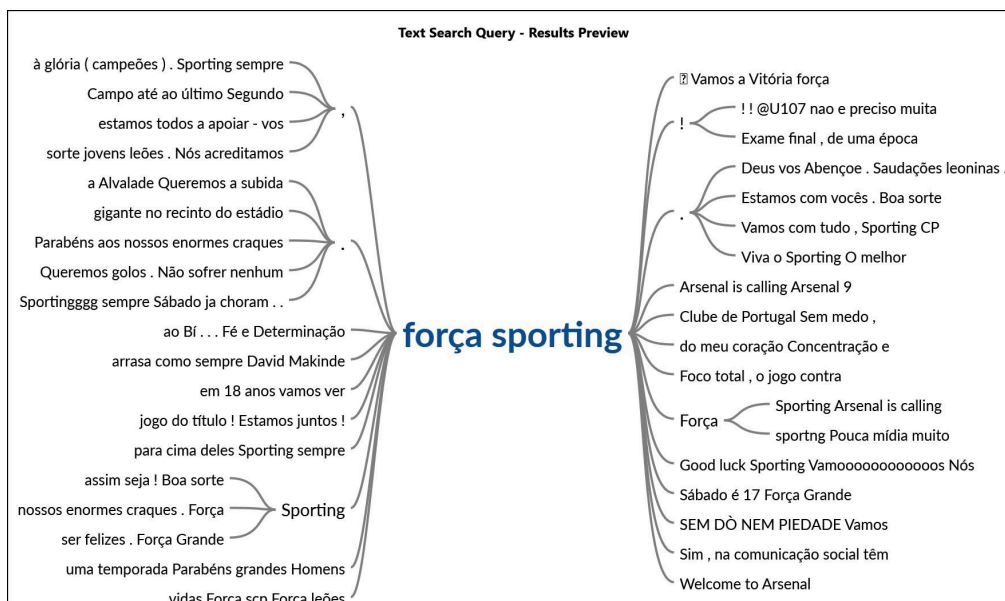 Text Search Query - Results Preview
à glória ( campeões ) . Sporting sempre
Campo até ao último Segundo
estamos todos a apoiar - vos
sorte jovens leões . Nós acreditamos
,
a Alvalade Queremos a subida
gigante no recinto do estádio
Parabéns aos nossos enormes craques
Queremos golos . Não sofrer nenhum
Sportingggg sempre Sábado ja choram . .
.
ao Bí . . . Fé e Determinação
arrasa como sempre David Makinde
em 18 anos vamos ver
jogo do título ! Estamos juntos !
para cima deles Sporting sempre
assim seja ! Boa sorte
nossos enormes craques . Força
ser felizes . Força Grande
Sporting
uma temporada Parabéns grandes Homens
vidas Força scp Força leões
força sporting
Vamos a Vitória força
!
! ! @U107 nao e preciso muita
Exame final , de uma época
.
Deus vos Abençoe . Saudações leoninas .
Estamos com vocês . Boa sorte
Vamos com tudo , Sporting CP
Viva o Sporting O melhor
Arsenal is calling Arsenal 9
Clube de Portugal Sem medo ,
do meu coração Concentração e
Foco total , o jogo contra
Força
Sporting Arsenal is calling
sportng Pouca mídia muito
Good luck Sporting Vamoooooooooooos Nós
Sábado é 17 Força Grande
SEM DÒ NEM PIEDADE Vamos
Sim , na comunicação social têm
Welcome to Arsenal